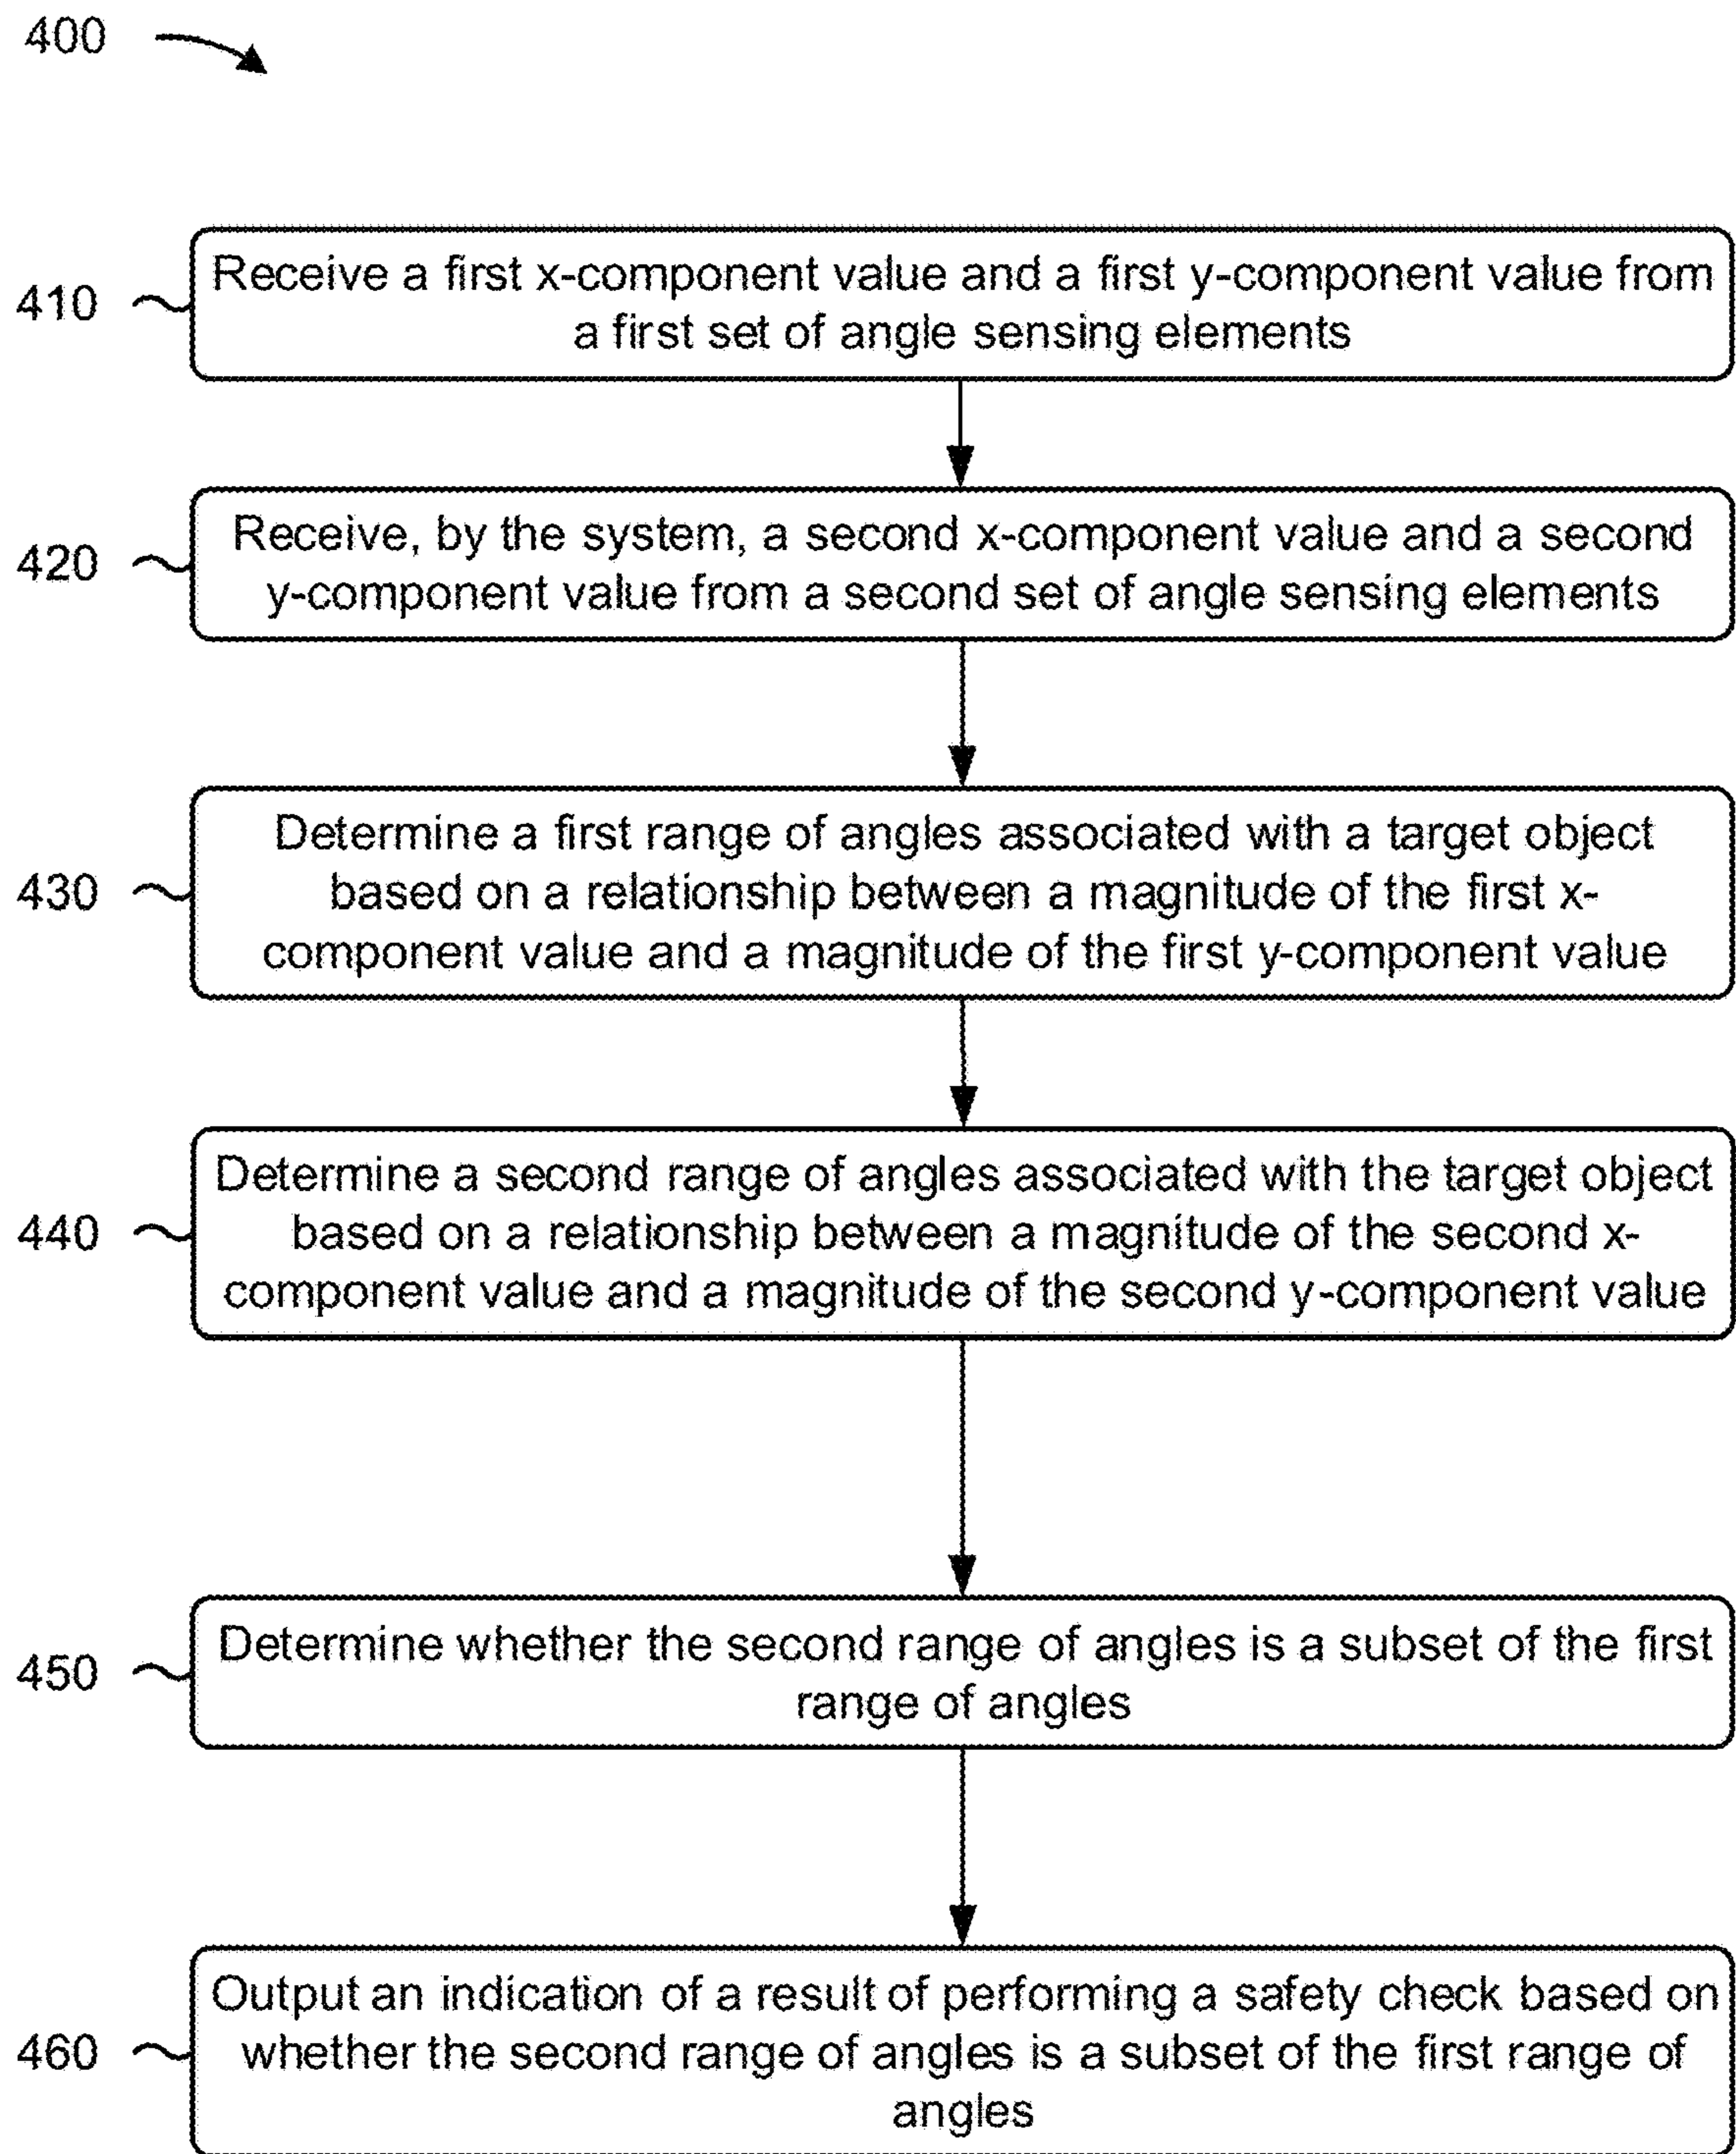 400
410
Receive a first x-component value and a first y-component value from
a first set of angle sensing elements
420
Receive, by the system, a second x-component value and a second
y-component value from a second set of angle sensing elements
430
Determine a first range of angles associated with a target object
based on a relationship between a magnitude of the first x-
component value and a magnitude of the first y-component value
440
Determine a second range of angles associated with the target object
based on a relationship between a magnitude of the second x-
component value and a magnitude of the second y-component value
450
Determine whether the second range of angles is a subset of the first
range of angles
460
Output an indication of a result of performing a safety check based on
whether the second range of angles is a subset of the first range of
angles